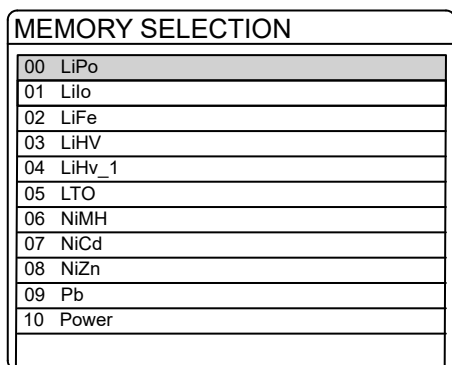 MEMORY SELECTION
00 LiPo
01 LiIo
02 LiFe
03 LiHV
04 LiHv_1
05 LTO
06 NiMH
07 NiCd
08 NiZn
09 Pb
10 Power